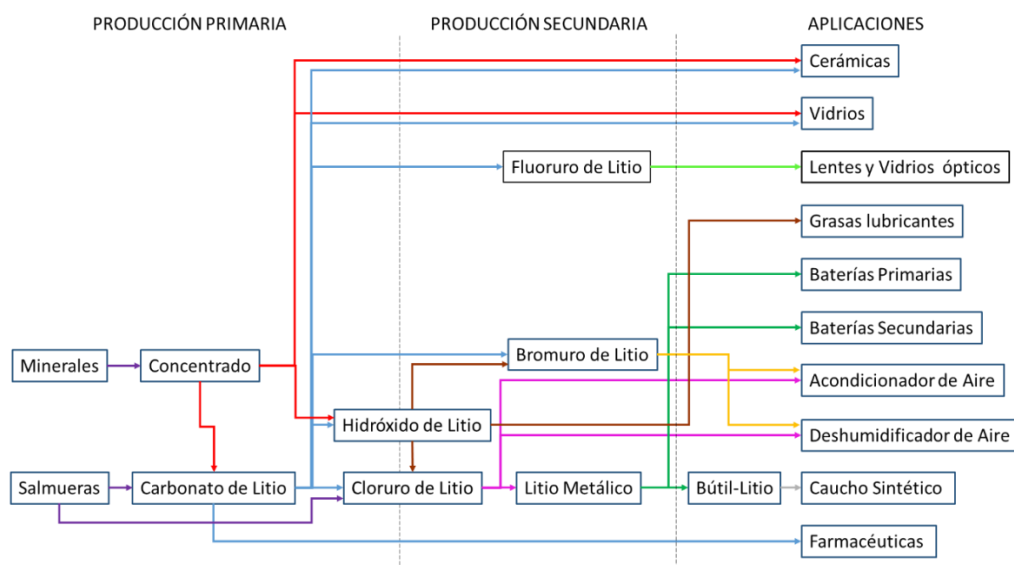 PRODUCCIÓN PRIMARIA
PRODUCCIÓN SECUNDARIA
APLICACIONES
Cerámicas
Vidrios
Fluoruro de Litio
Lentes y Vidrios ópticos
Grasas lubricantes
Baterías Primarias
Baterías Secundarias
Minerales
Concentrado
Bromuro de Litio
Acondicionador de Aire
Hidróxido de Litio
Deshumidificador de Aire
Salmueras
Carbonato de Litio
Cloruro de Litio
Litio Metálico
Bútil-Litio
Caucho Sintético
Farmacéuticas